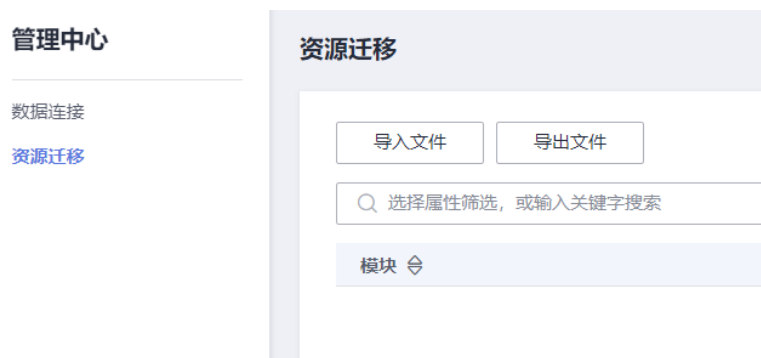 管理中心
数据连接
资源迁移
资源迁移
导入文件 导出文件
选择属性筛选，或输入关键字搜索
模块